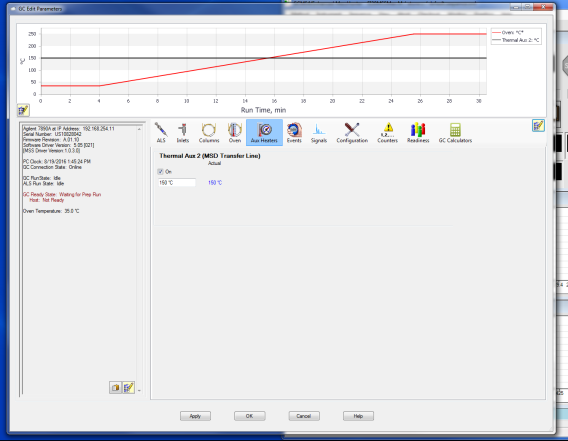 GC Edit Parameters
250
200
150
100
50
0
°C
0 2 4 6 8 10 12 14 16 18 20 22 24 26 28 30
Run Time, min
Oven: °C*
Thermal Aux 2: °C
Agilent 7890A at IP Address: 192.168.254.11
Serial Number: US10820042
Firmware Revision: A.01.10
Software Driver Version: 5.05 [021]
(MSS Driver Version:1.0.3.0)
PC Clock: 8/19/2016 1:45:24 PM
GC Connection State: Online
GC RunState: Idle
ALS Run State: Idle
GC Ready State: Waiting for Prep Run
Host: Not Ready
Oven Temperature: 35.0 °C
ALS Inlets Columns Oven Aux Heaters Events Signals Configuration Counters Readiness GC Calculators
Thermal Aux 2 (MSD Transfer Line)
Actual
On
150 °C 150 °C
Apply OK Cancel Help